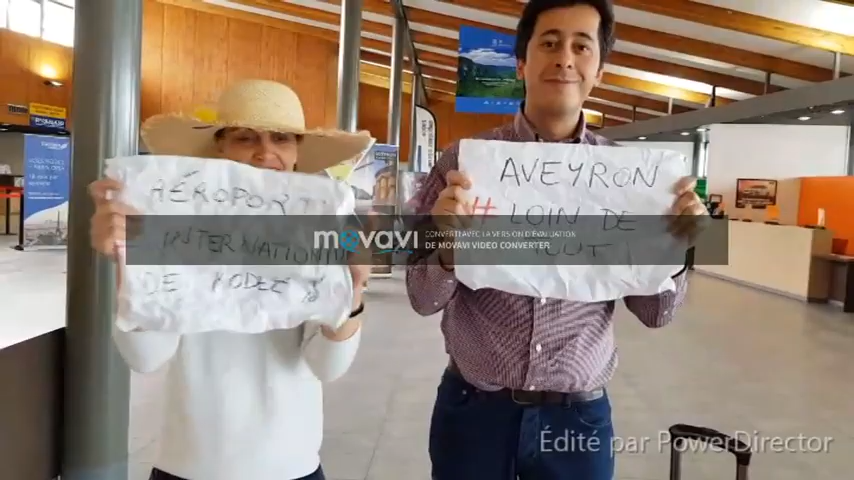 AÉROPORT
INTERNATIONAL
DE RODEZ
AVEYRON
# LOIN DE
TOUT
movavi
CONVERTI AVEC LA VERSION D'ÉVALUATION
DE MOVAVI VIDEO CONVERTER
Édité par PowerDirector